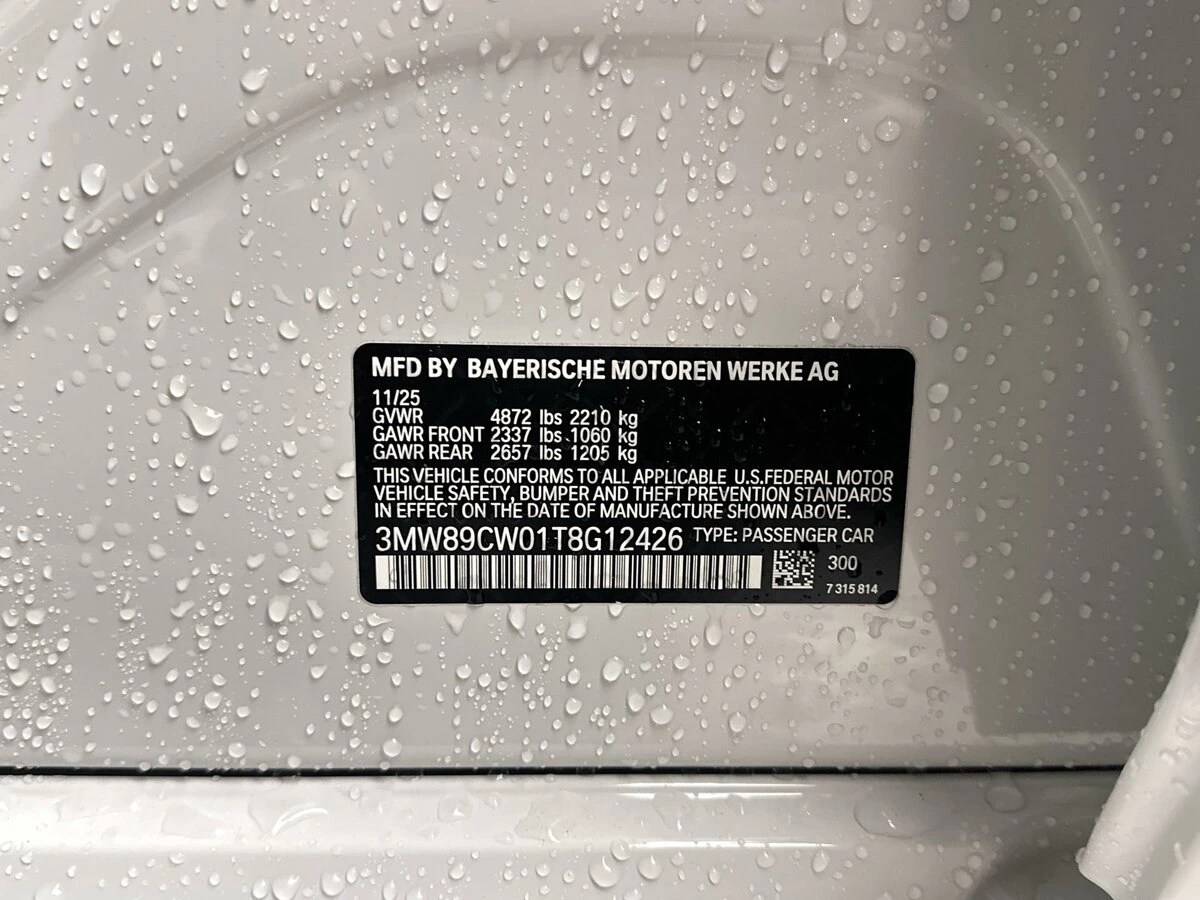 MFD BY BAYERISCHE MOTOREN WERKE AG
11/25
GVWR 4872 lbs 2210 kg
GAWR FRONT 2337 lbs 1060 kg
GAWR REAR 2657 lbs 1205 kg
THIS VEHICLE CONFORMS TO ALL APPLICABLE U.S.FEDERAL MOTOR
VEHICLE SAFETY, BUMPER AND THEFT PREVENTION STANDARDS
IN EFFECT ON THE DATE OF MANUFACTURE SHOWN ABOVE.
3MW89CW01T8G12426 TYPE: PASSENGER CAR
300
7 315 814